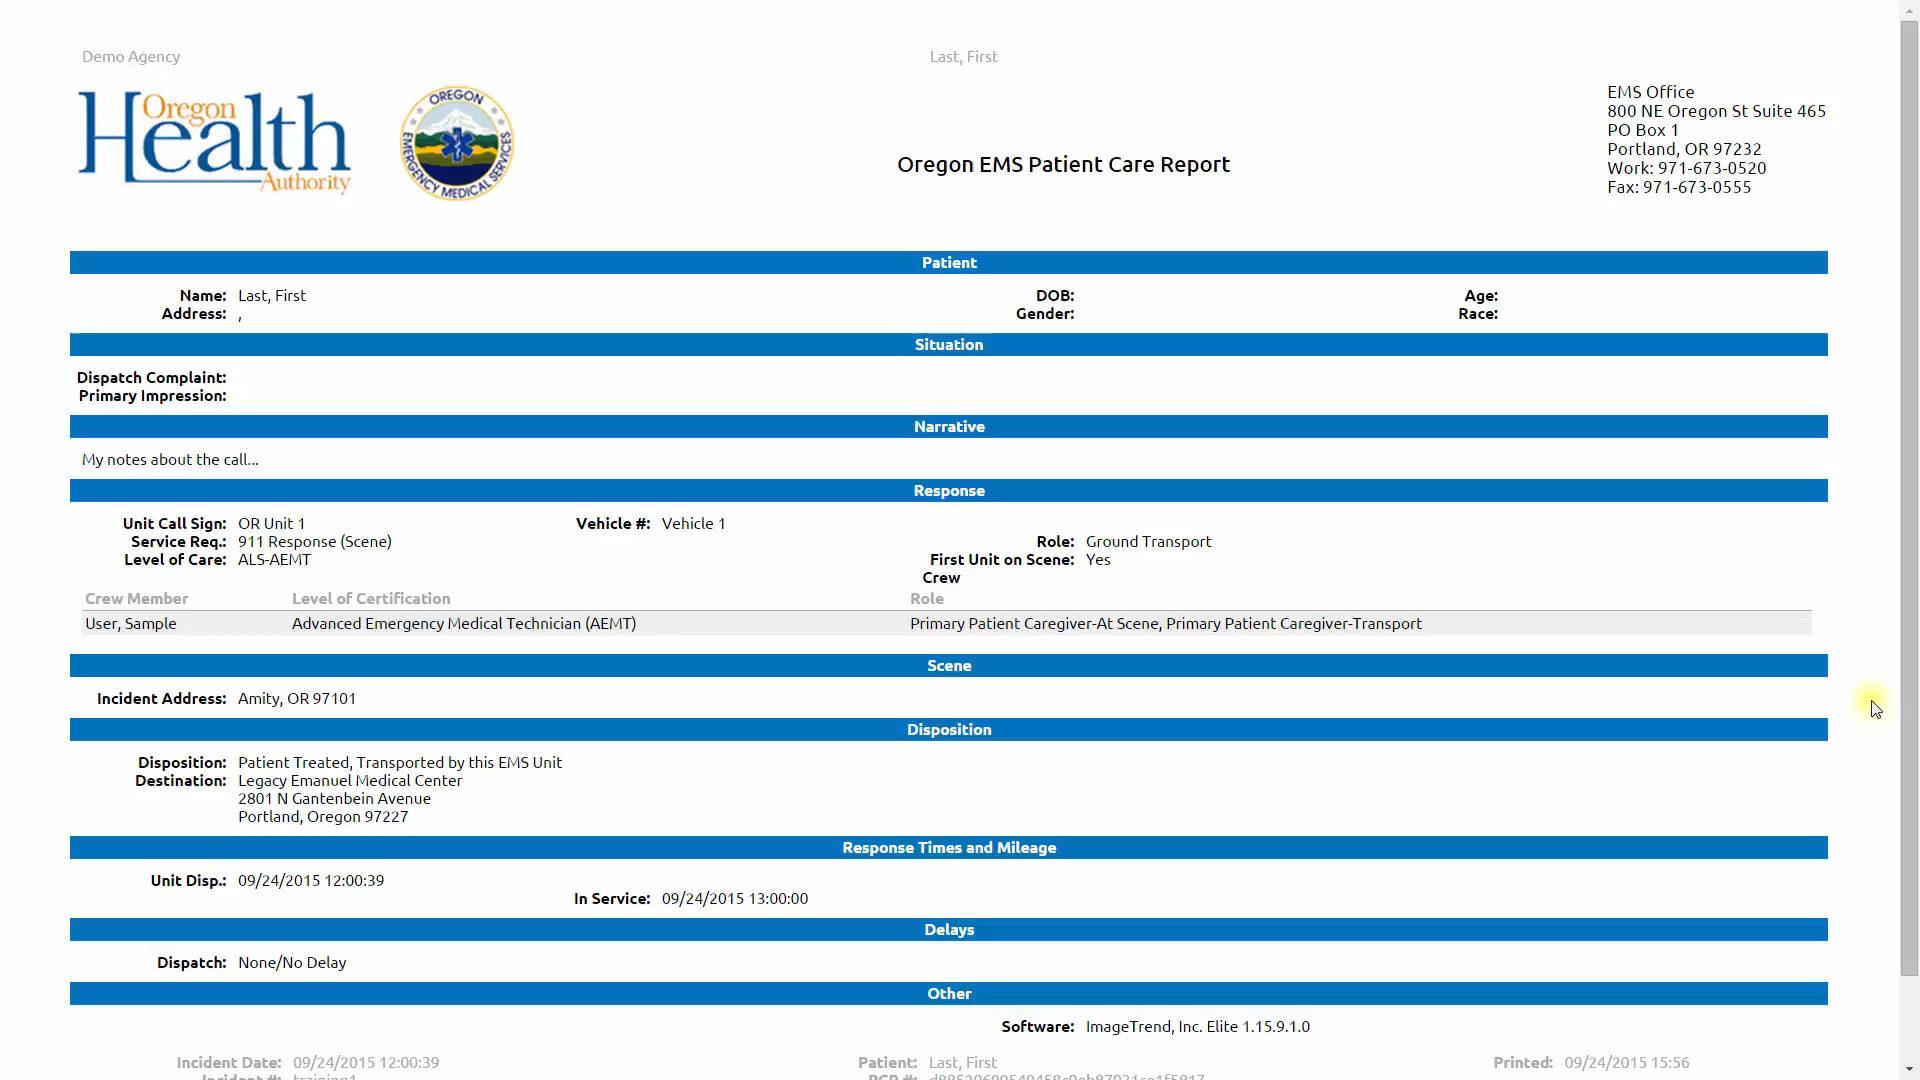 Demo Agency Last, First
Oregon Health Authority
OREGON EMERGENCY MEDICAL SERVICES
Oregon EMS Patient Care Report
EMS Office
800 NE Oregon St Suite 465
PO Box 1
Portland, OR 97232
Work: 971-673-0520
Fax: 971-673-0555
Patient
Name: Last, First DOB: Age:
Address: , Gender: Race:
Situation
Dispatch Complaint:
Primary Impression:
Narrative
My notes about the call...
Response
Unit Call Sign: OR Unit 1 Vehicle #: Vehicle 1
Service Req.: 911 Response (Scene) Role: Ground Transport
Level of Care: ALS-AEMT First Unit on Scene: Yes
Crew
Crew Member Level of Certification Role
User, Sample Advanced Emergency Medical Technician (AEMT) Primary Patient Caregiver-At Scene, Primary Patient Caregiver-Transport
Scene
Incident Address: Amity, OR 97101
Disposition
Disposition: Patient Treated, Transported by this EMS Unit
Destination: Legacy Emanuel Medical Center
2801 N Gantenbein Avenue
Portland, Oregon 97227
Response Times and Mileage
Unit Disp.: 09/24/2015 12:00:39
In Service: 09/24/2015 13:00:00
Delays
Dispatch: None/No Delay
Other
Software: ImageTrend, Inc. Elite 1.15.9.1.0
Incident Date: 09/24/2015 12:00:39 Patient: Last, First Printed: 09/24/2015 15:56
Incident #: training1 PCR #: